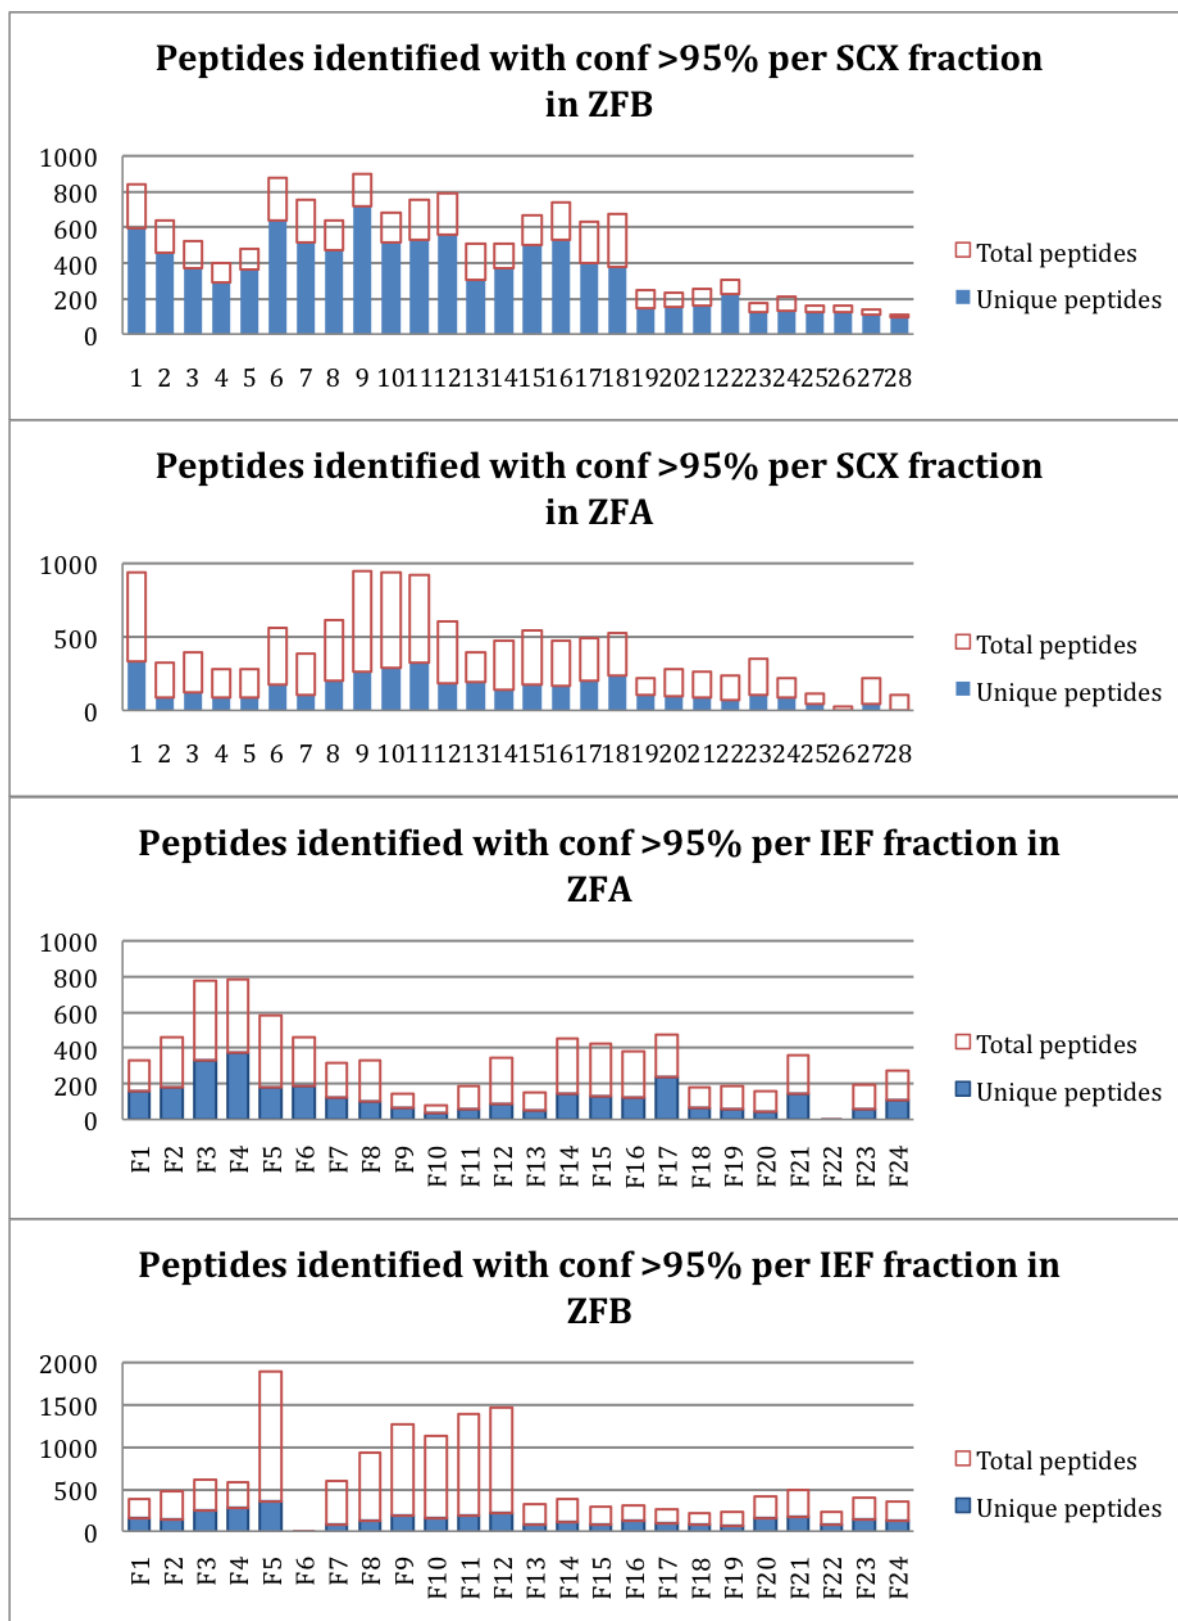 Peptides identified with conf >95% per SCX fraction
in ZFB
1000
800
600
400
200
0
Total peptides
Unique peptides
1 2 3 4 5 6 7 8 9 10 11 12 13 14 15 16 17 18 19 20 21 22 23 24 25 26 27 28
Peptides identified with conf >95% per SCX fraction
in ZFA
1000
500
0
Total peptides
Unique peptides
1 2 3 4 5 6 7 8 9 10 11 12 13 14 15 16 17 18 19 20 21 22 23 24 25 26 27 28
Peptides identified with conf >95% per IEF fraction in
ZFA
1000
800
600
400
200
0
Total peptides
Unique peptides
F1 F2 F3 F4 F5 F6 F7 F8 F9 F10 F11 F12 F13 F14 F15 F16 F17 F18 F19 F20 F21 F22 F23 F24
Peptides identified with conf >95% per IEF fraction in
ZFB
2000
1500
1000
500
0
Total peptides
Unique peptides
F1 F2 F3 F4 F5 F6 F7 F8 F9 F10 F11 F12 F13 F14 F15 F16 F17 F18 F19 F20 F21 F22 F23 F24